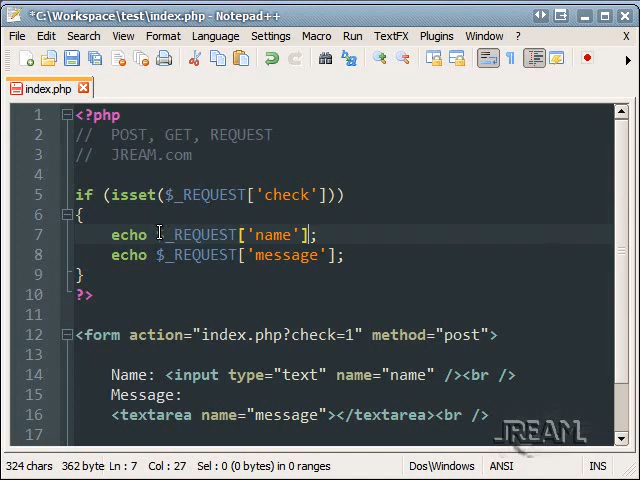 *C:\Workspace\test\index.php - Notepad++
File Edit Search View Format Language Settings Macro Run TextFX Plugins Window ? X
index.php
1 <?php
2 // POST, GET, REQUEST
3 // JREAM.com
4
5 if (isset($_REQUEST['check']))
6 {
7 echo $_REQUEST['name'];
8 echo $_REQUEST['message'];
9 }
10 ?>
11
12 <form action="index.php?check=1" method="post">
13
14 Name: <input type="text" name="name" /><br />
15 Message:
16 <textarea name="message"></textarea><br />
17
JREAM
324 chars 362 byte Ln : 7 Col : 27 Sel : 0 (0 bytes) in 0 ranges Dos\Windows ANSI INS